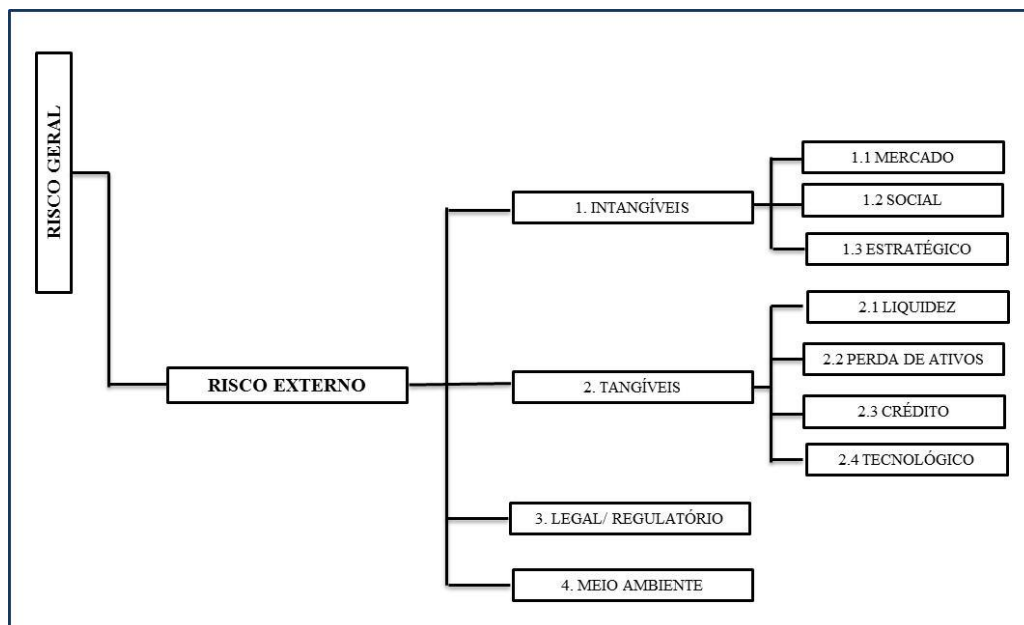 RISCO GERAL
RISCO EXTERNO
1. INTANGÍVEIS
1.1 MERCADO
1.2 SOCIAL
1.3 ESTRATÉGICO
2. TANGÍVEIS
2.1 LIQUIDEZ
2.2 PERDA DE ATIVOS
2.3 CRÉDITO
2.4 TECNOLÓGICO
3. LEGAL/ REGULATÓRIO
4. MEIO AMBIENTE